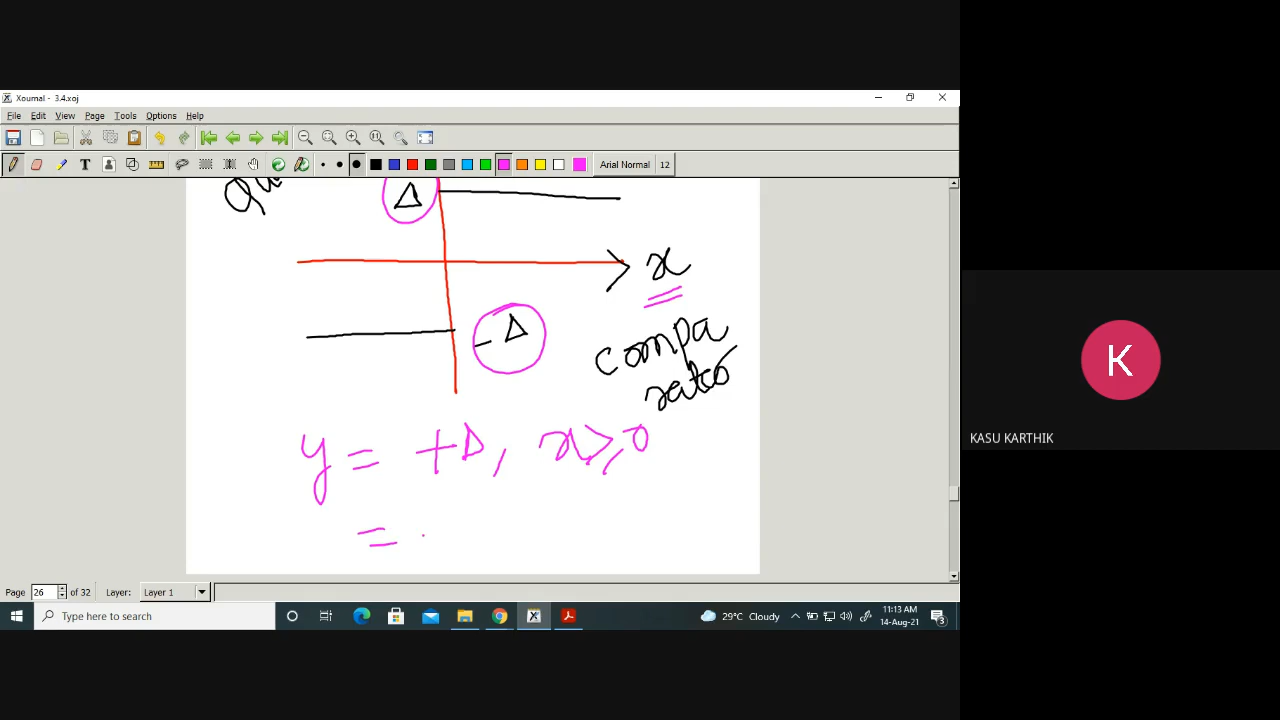 Xournal - 3.4.xoj
File Edit View Page Tools Options Help
Arial Normal 12
Δ
x
- Δ
compa
rator
y = +Δ, x ≥ 0
=
K
KASU KARTHIK
Page 26 of 32 Layer: Layer 1
Type here to search
29°C Cloudy
11:13 AM
14-Aug-21
3